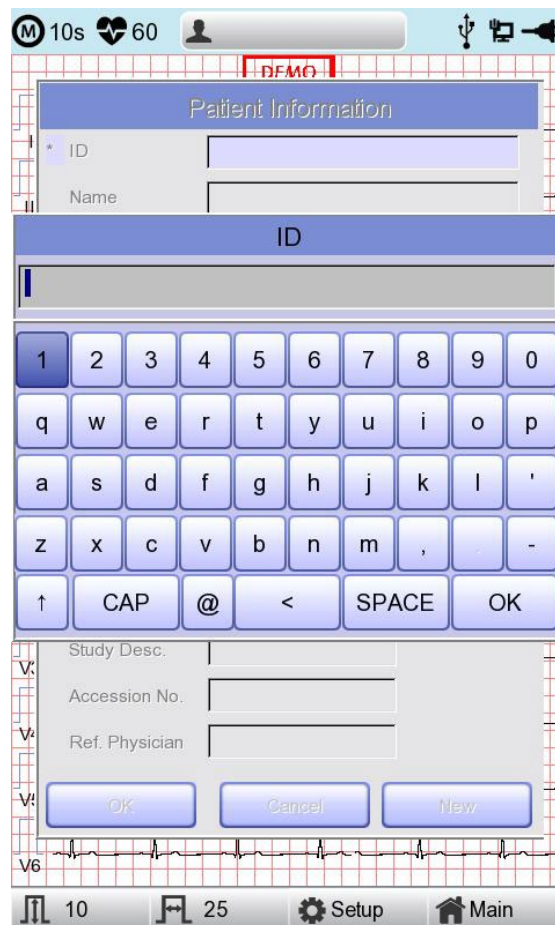 M 10s 60
DEMO
Patient Information
* ID
Name
ID
1 2 3 4 5 6 7 8 9 0
q w e r t y u i o p
a s d f g h j k l '
z x c v b n m , . -
↑ CAP @ < SPACE OK
Study Desc.
Accession No.
Ref. Physician
OK Cancel New
V6
10 25 Setup Main